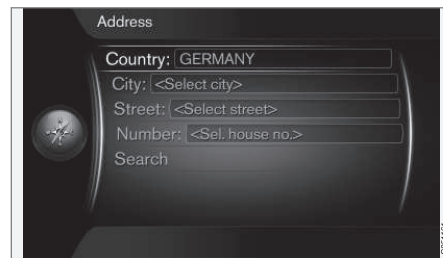 Address
Country: GERMANY
City: <Select city>
Street: <Select street>
Number: <Sel. house no.>
Search